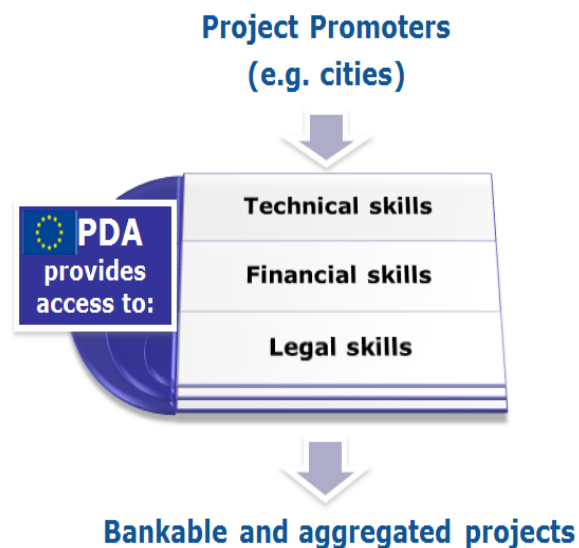 Project Promoters
(e.g. cities)
Technical skills
PDA
provides
access to:
Financial skills
Legal skills
Bankable and aggregated projects